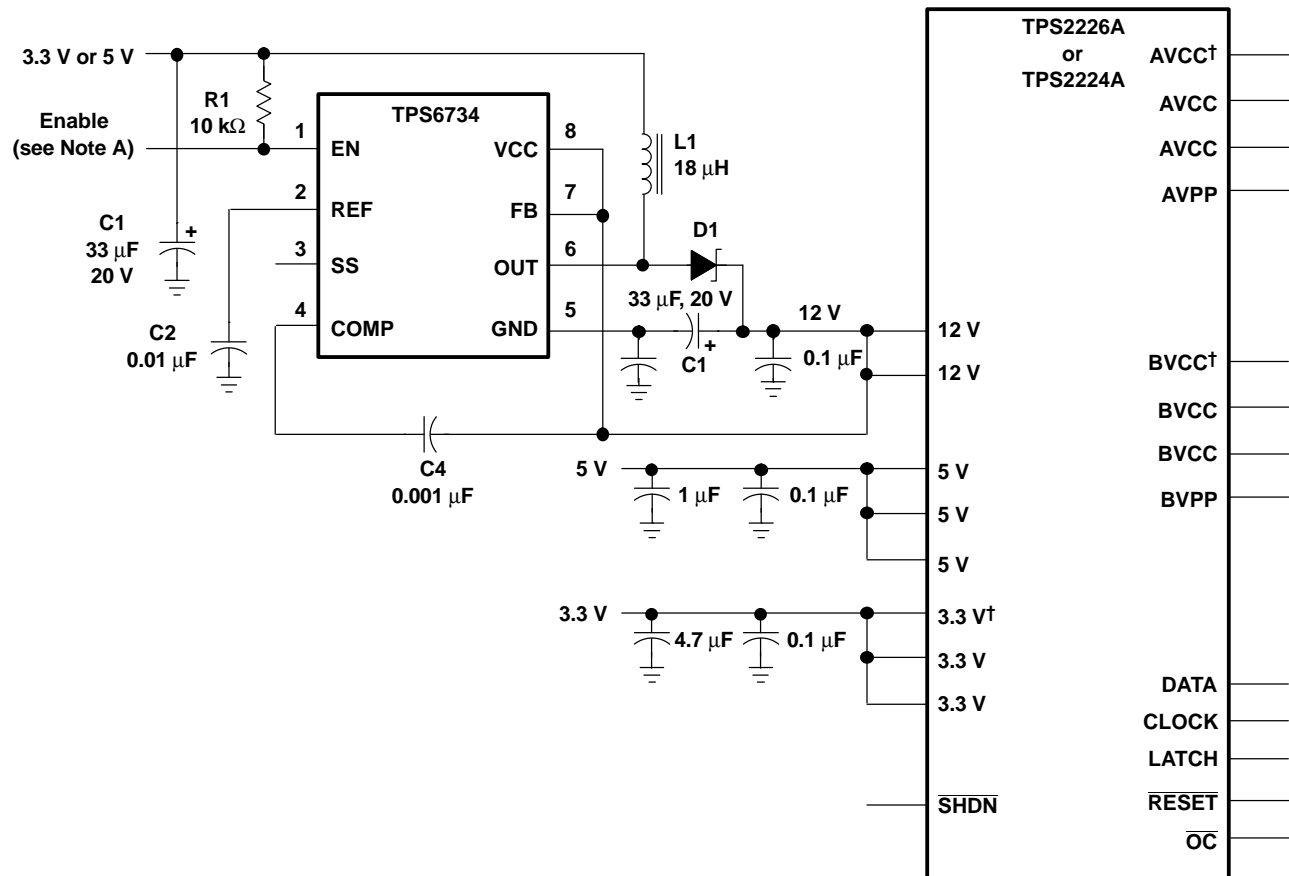 TPS2226A
or
TPS2224A
3.3 V or 5 V
R1
10 kΩ
Enable
(see Note A)
C1
33 μF
20 V
+
C2
0.01 μF
TPS6734
1
EN
2
REF
3
SS
4
COMP
8
VCC
7
FB
6
OUT
5
GND
L1
18 μH
D1
33 μF, 20 V
C1
+
12 V
0.1 μF
C4
0.001 μF
5 V
1 μF
0.1 μF
3.3 V
4.7 μF
0.1 μF
12 V
12 V
5 V
5 V
5 V
3.3 V†
3.3 V
3.3 V
SHDN
AVCC†
AVCC
AVCC
AVPP
BVCC†
BVCC
BVCC
BVPP
DATA
CLOCK
LATCH
RESET
OC